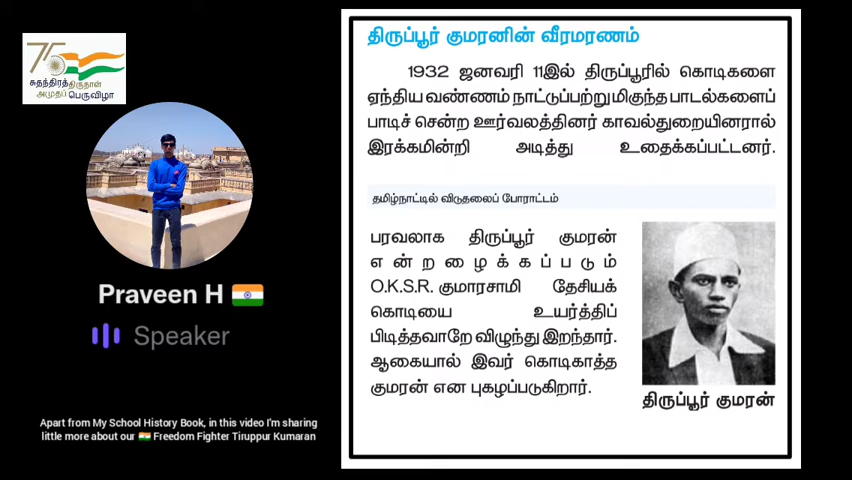 75
சுதந்திரத்திருநாள்
அமுதப் பெருவிழா
Praveen H
Speaker
Apart from My School History Book, in this video I'm sharing
little more about our Freedom Fighter Tiruppur Kumaran
திருப்பூர் குமரனின் வீரமரணம்
1932 ஜனவரி 11இல் திருப்பூரில் கொடிகளை
ஏந்திய வண்ணம் நாட்டுப்பற்று மிகுந்த பாடல்களைப்
பாடிச் சென்ற ஊர்வலத்தினர் காவல்துறையினரால்
இரக்கமின்றி அடித்து உதைக்கப்பட்டனர்.
தமிழ்நாட்டில் விடுதலைப் போராட்டம்
பரவலாக திருப்பூர் குமரன்
என்றழைக்கப்படும்
O.K.S.R. குமாரசாமி தேசியக்
கொடியை உயர்த்திப்
பிடித்தவாறே விழுந்து இறந்தார்.
ஆகையால் இவர் கொடிகாத்த
குமரன் என புகழப்படுகிறார்.
திருப்பூர் குமரன்